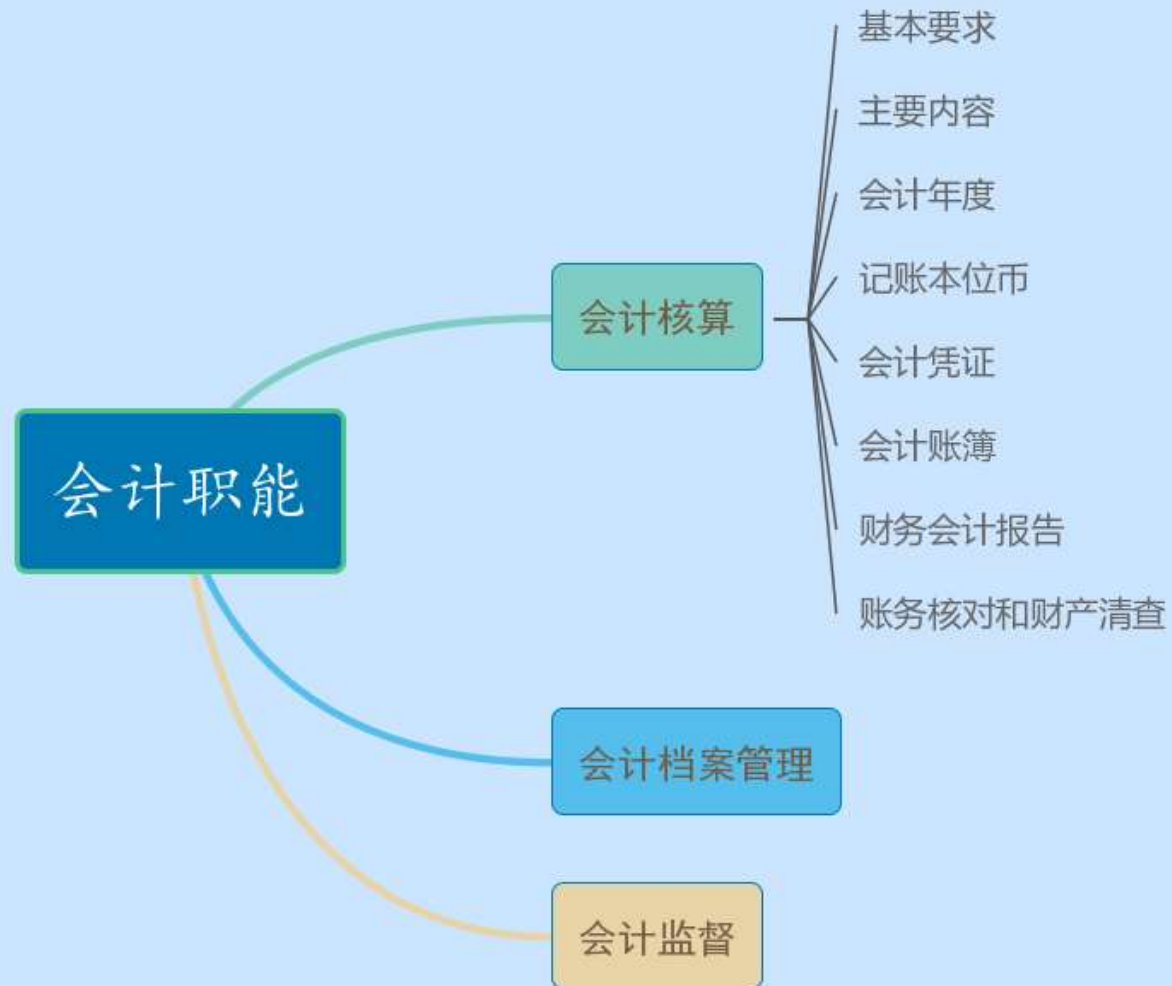 会计职能
会计核算
基本要求
主要内容
会计年度
记账本位币
会计凭证
会计账簿
财务会计报告
账务核对和财产清查
会计档案管理
会计监督